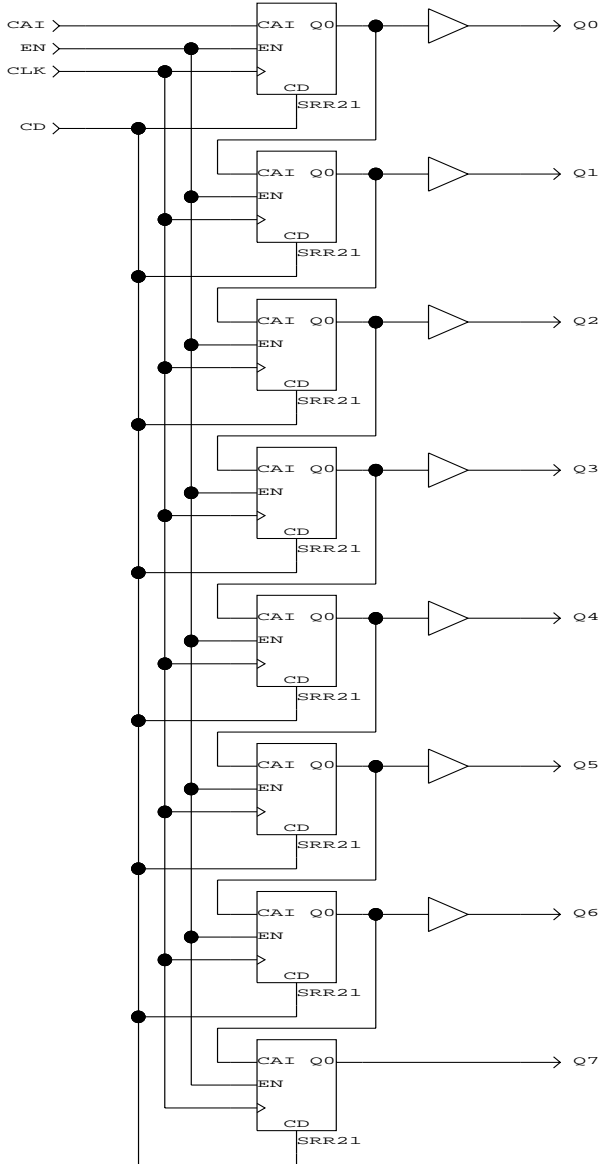 CAI CAI Q0 Q0
EN EN
CLK
CD
SRR21
CD
CAI Q0 Q1
EN
CD
SRR21
CAI Q0 Q2
EN
CD
SRR21
CAI Q0 Q3
EN
CD
SRR21
CAI Q0 Q4
EN
CD
SRR21
CAI Q0 Q5
EN
CD
SRR21
CAI Q0 Q6
EN
CD
SRR21
CAI Q0 Q7
EN
CD
SRR21